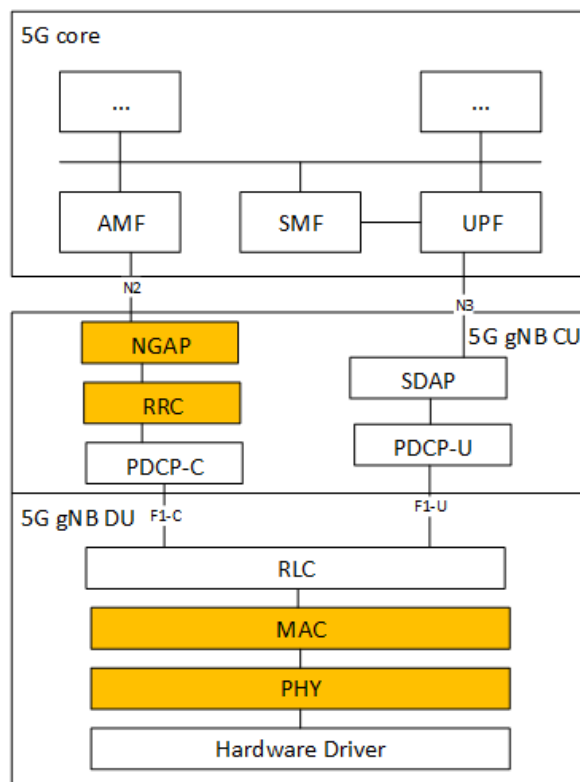 5G core
...
...
AMF
SMF
UPF
N2
N3
5G gNB CU
NGAP
SDAP
RRC
PDCP-U
PDCP-C
F1-C
F1-U
5G gNB DU
RLC
MAC
PHY
Hardware Driver